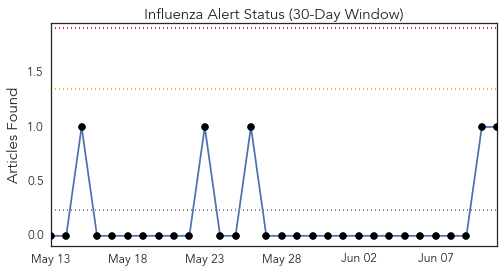 Influenza Alert Status (30-Day Window)
Articles Found
1.5
1.0
0.5
0.0
May 13 May 18 May 23 May 28 Jun 02 Jun 07